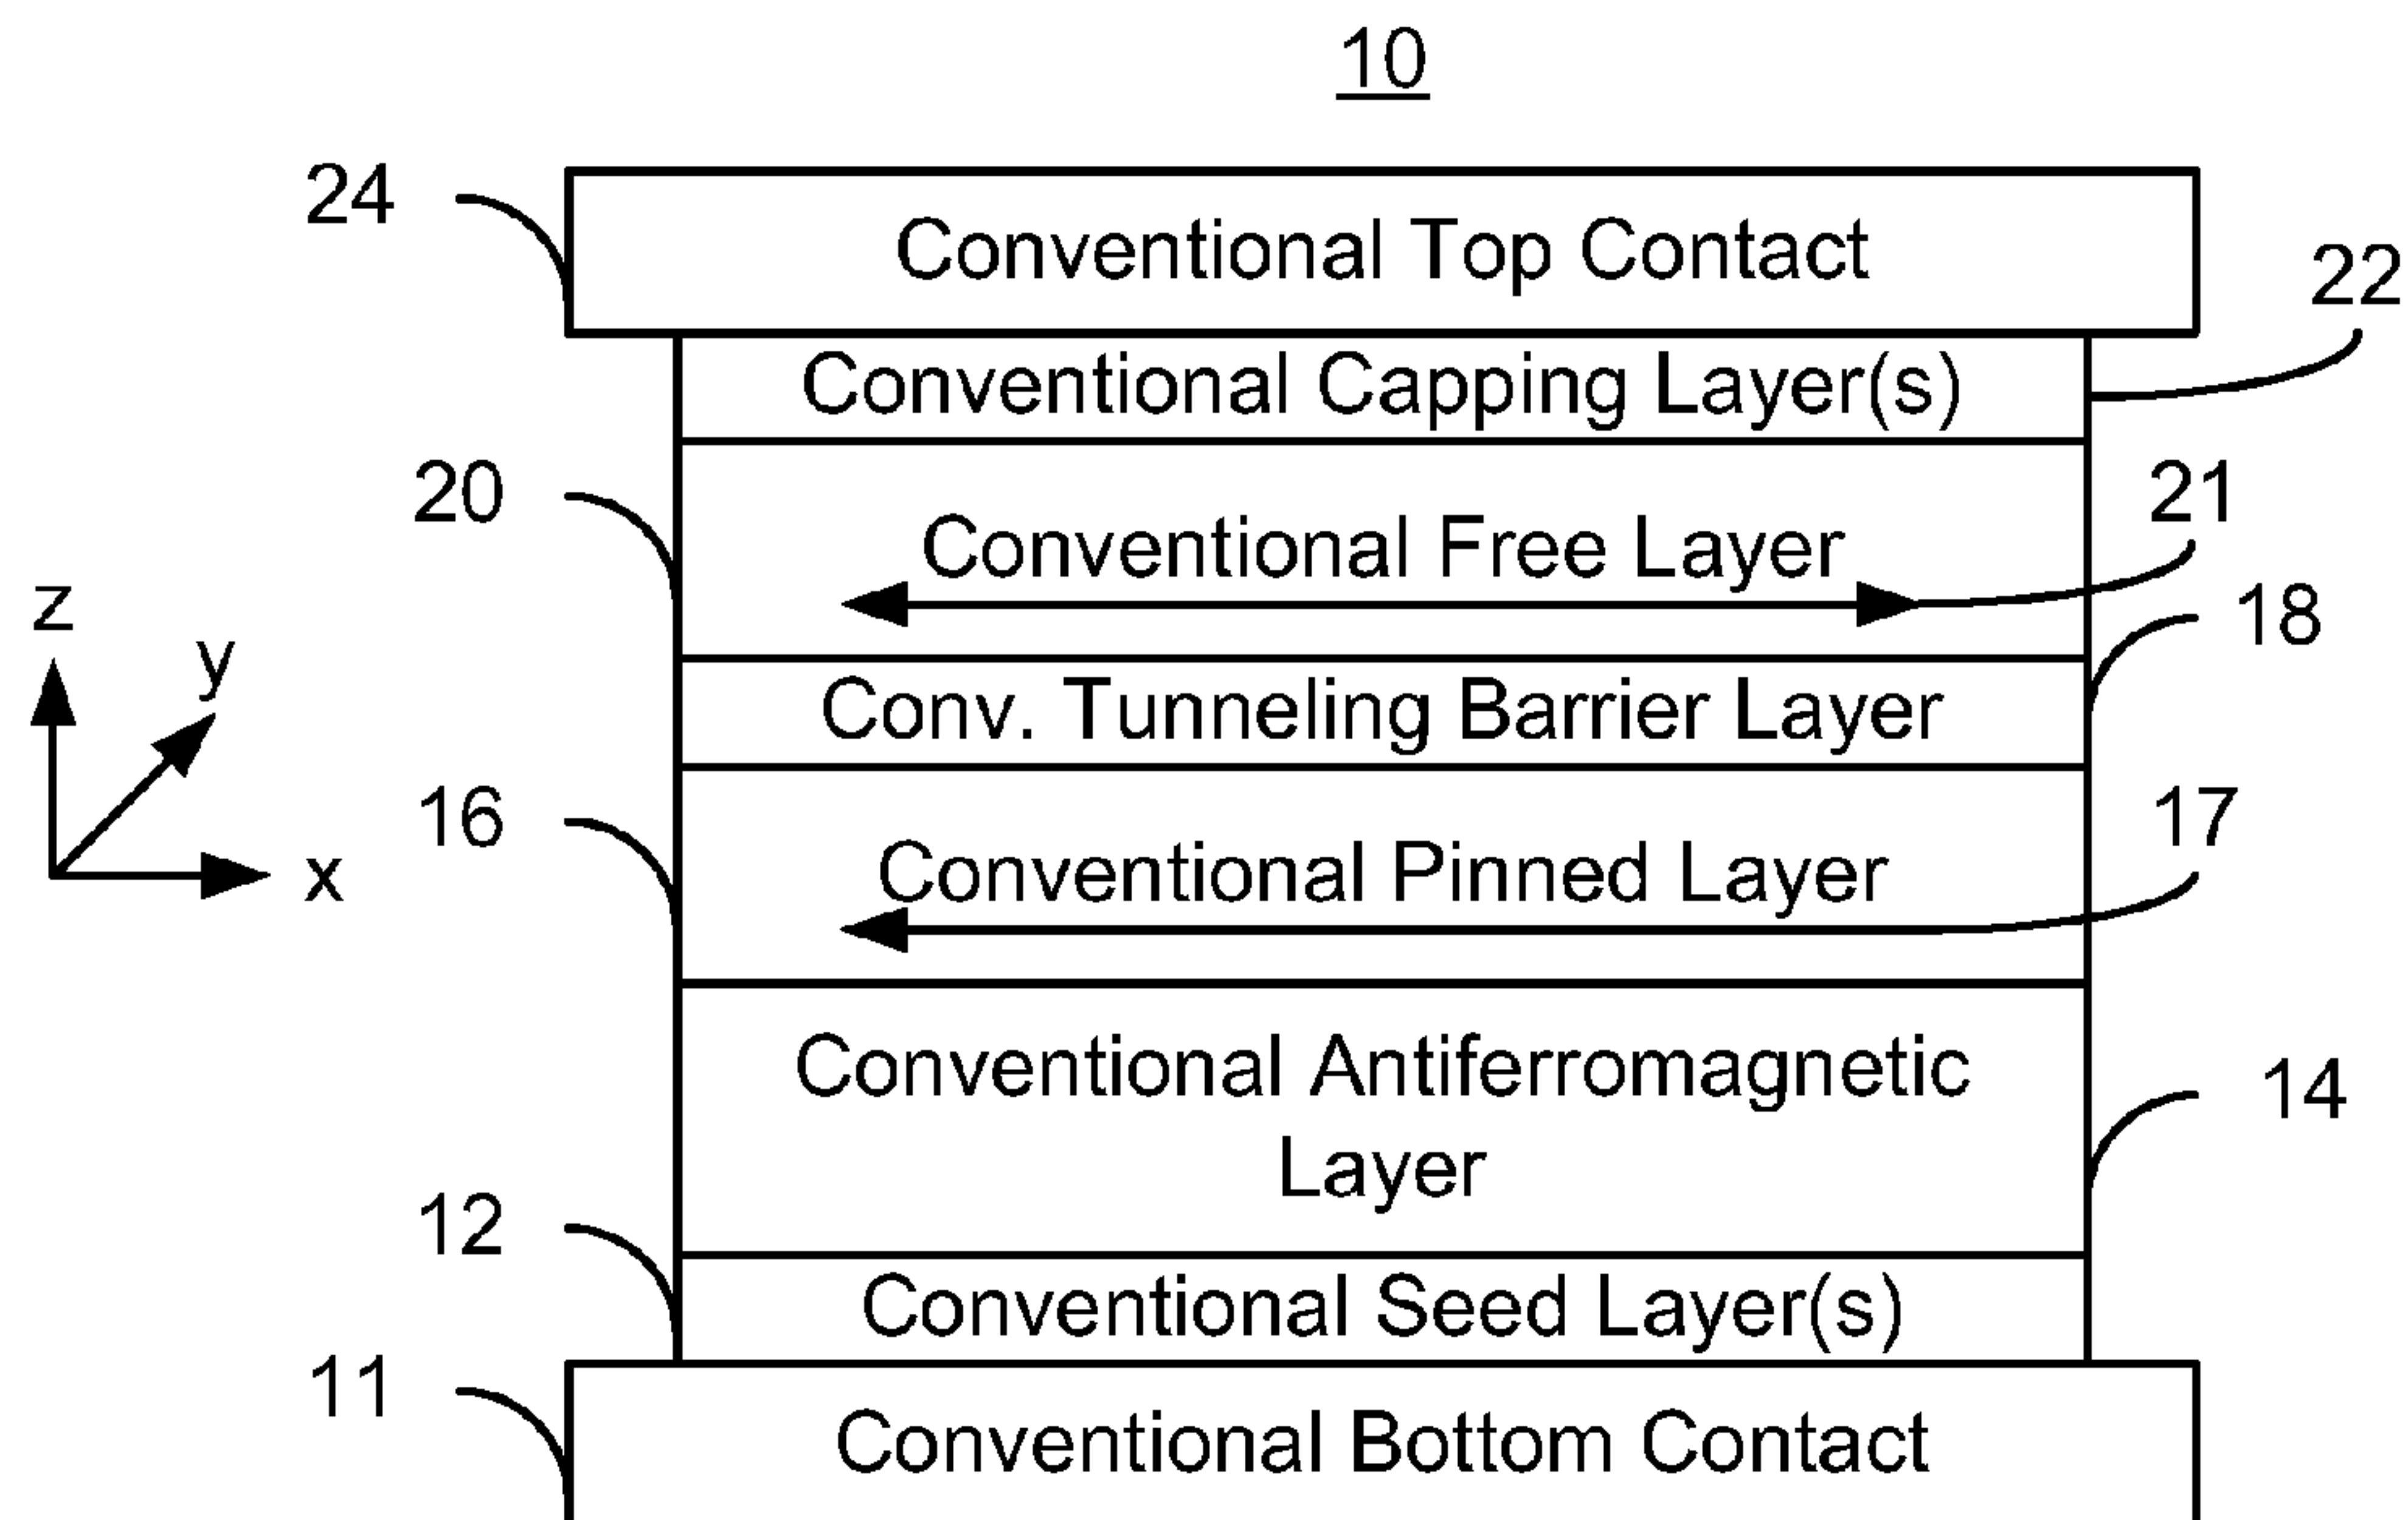 10
24
Conventional Top Contact
22
Conventional Capping Layer(s)
20
21
Conventional Free Layer
18
z
y
x
Conv. Tunneling Barrier Layer
16
17
Conventional Pinned Layer
Conventional Antiferromagnetic
Layer
14
12
Conventional Seed Layer(s)
11
Conventional Bottom Contact